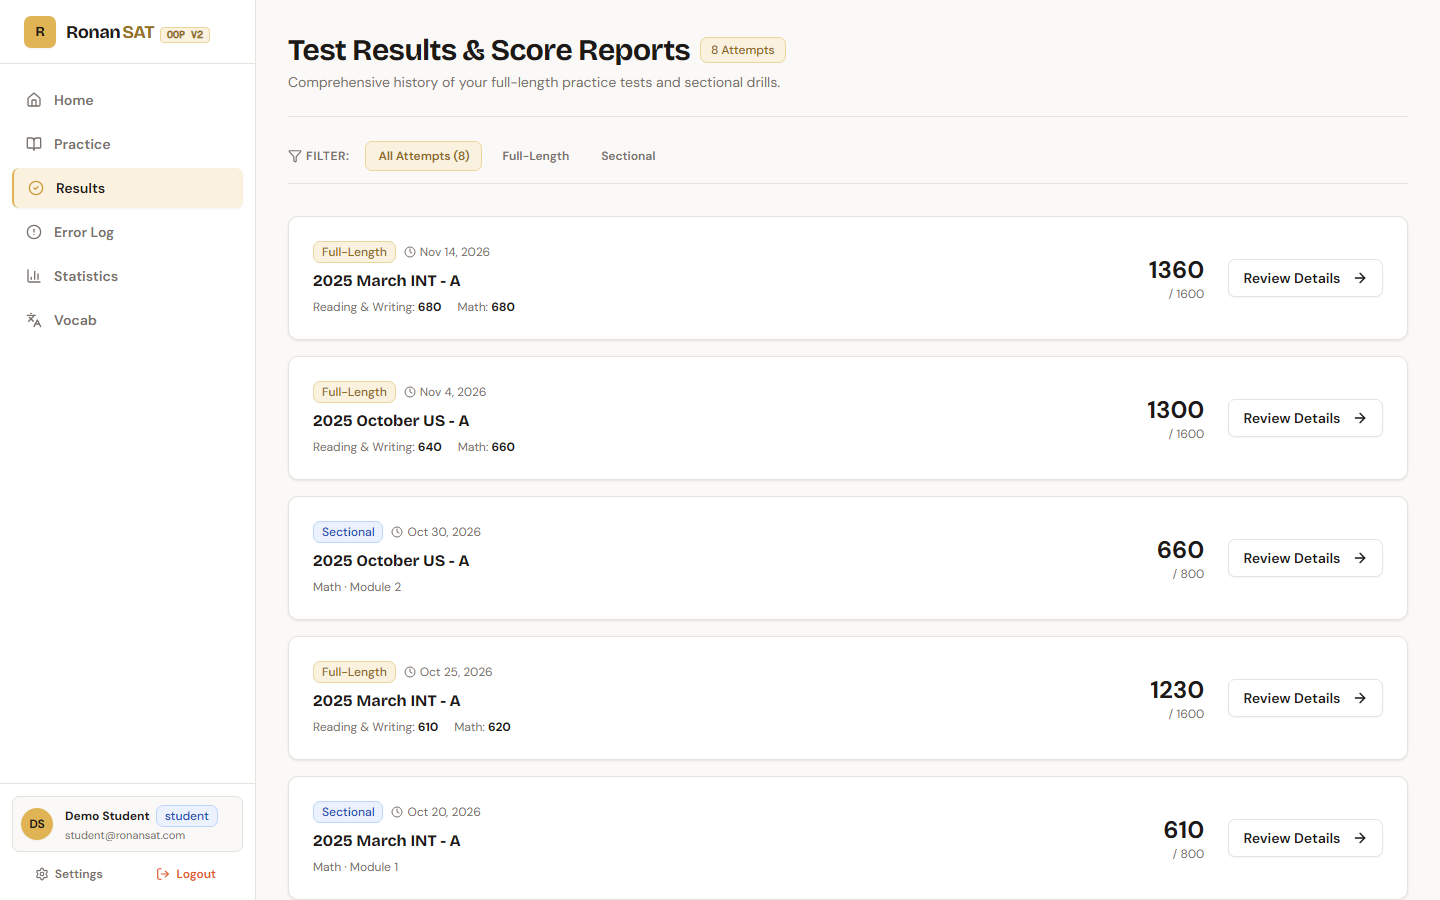 R RonanSAT OOP V2
Home
Practice
Results
Error Log
Statistics
Vocab
DS Demo Student student
student@ronansat.com
Settings Logout
Test Results & Score Reports 8 Attempts
Comprehensive history of your full-length practice tests and sectional drills.
FILTER: All Attempts (8) Full-Length Sectional
Full-Length Nov 14, 2026
2025 March INT - A
Reading & Writing: 680 Math: 680
1360
/ 1600
Review Details
Full-Length Nov 4, 2026
2025 October US - A
Reading & Writing: 640 Math: 660
1300
/ 1600
Review Details
Sectional Oct 30, 2026
2025 October US - A
Math · Module 2
660
/ 800
Review Details
Full-Length Oct 25, 2026
2025 March INT - A
Reading & Writing: 610 Math: 620
1230
/ 1600
Review Details
Sectional Oct 20, 2026
2025 March INT - A
Math · Module 1
610
/ 800
Review Details